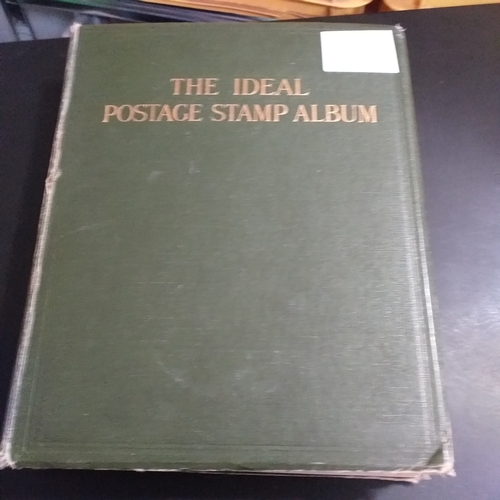 THE IDEAL
POSTAGE STAMP ALBUM